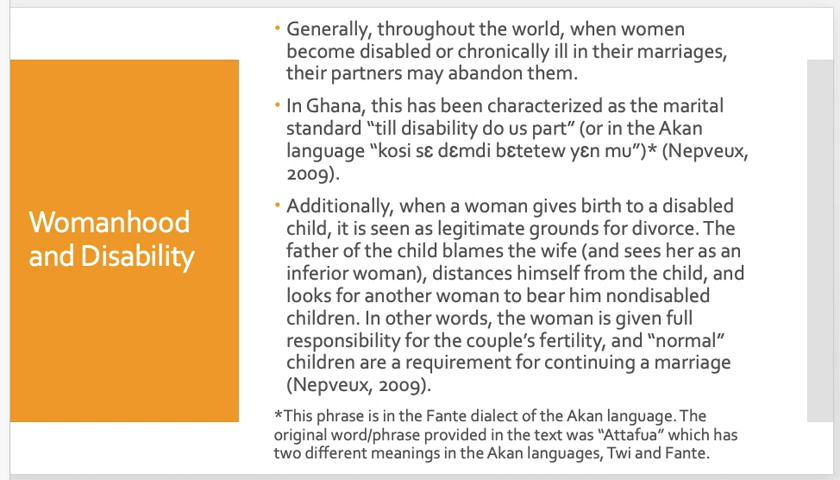 Womanhood
and Disability
• Generally, throughout the world, when women
become disabled or chronically ill in their marriages,
their partners may abandon them.
• In Ghana, this has been characterized as the marital
standard “till disability do us part” (or in the Akan
language “kosi sɛ dɛmdi bɛtetew yɛn mu”)* (Nepveux,
2009).
• Additionally, when a woman gives birth to a disabled
child, it is seen as legitimate grounds for divorce. The
father of the child blames the wife (and sees her as an
inferior woman), distances himself from the child, and
looks for another woman to bear him nondisabled
children. In other words, the woman is given full
responsibility for the couple’s fertility, and “normal”
children are a requirement for continuing a marriage
(Nepveux, 2009).
*This phrase is in the Fante dialect of the Akan language. The
original word/phrase provided in the text was “Attafua” which has
two different meanings in the Akan languages, Twi and Fante.